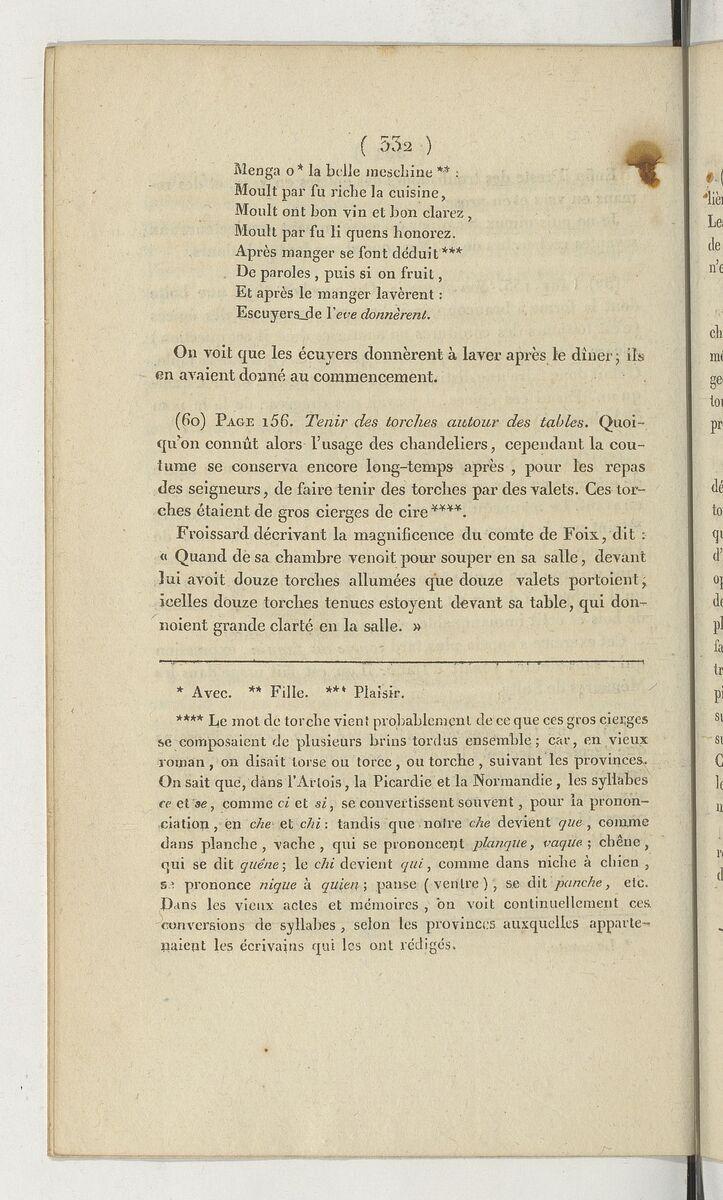 ( 332 )
Menga o* la belle meschine** :
Moult par fu riche la cuisine,
Moult ont bon vin et bon clarez,
Moult par fu li quens honorez.
Après manger se font déduit***
De paroles, puis si on fruit,
Et après le manger lavèrent :
Escuyers de l'eve donnèrent.
On voit que les écuyers donnèrent à laver après le dîner; ils
en avaient donné au commencement.
(60) PAGE 156. Tenir des torches autour des tables. Quoi-
qu'on connût alors l'usage des chandeliers, cependant la cou-
tume se conserva encore long-temps après, pour les repas
des seigneurs, de faire tenir des torches par des valets. Ces tor-
ches étaient de gros cierges de cire****.
Froissard décrivant la magnificence du comte de Foix, dit :
« Quand de sa chambre venoit pour souper en sa salle, devant
lui avoit douze torches allumées que douze valets portoient;
icelles douze torches tenues estoyent devant sa table, qui don-
noient grande clarté en la salle. »
* Avec. ** Fille. *** Plaisir.
**** Le mot de torche vient probablement de ce que ces gros cierges
se composaient de plusieurs brins tordus ensemble; car, en vieux
roman, on disait torse ou torce, ou torche, suivant les provinces.
On sait que, dans l'Artois, la Picardie et la Normandie, les syllabes
ce et se, comme ci et si, se convertissent souvent, pour la pronon-
ciation, en che et chi: tandis que notre che devient que, comme
dans planche, vache, qui se prononcent planque, vaque; chêne,
qui se dit quéne; le chi devient qui, comme dans niche à chien,
se prononce nique à quien; panse (ventre), se dit panche, etc.
Dans les vieux actes et mémoires, on voit continuellement ces
conversions de syllabes, selon les provinces auxquelles apparte-
naient les écrivains qui les ont rédigés.